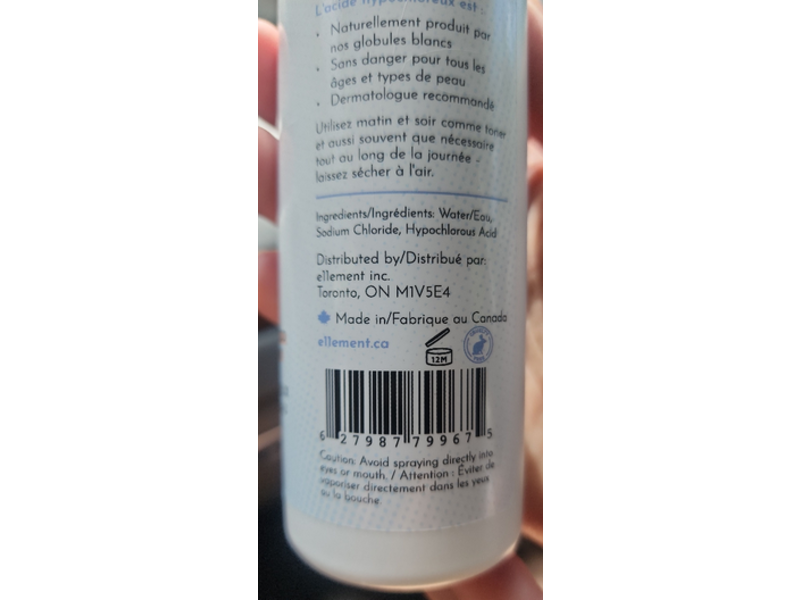 L'acide hypochloreux est :
• Naturellement produit par
nos globules blancs
• Sans danger pour tous les
âges et types de peau
• Dermatologue recommandé
Utilisez matin et soir comme toner
et aussi souvent que nécessaire
tout au long de la journée -
laissez sécher à l'air.
Ingredients/Ingrédients: Water/Eau,
Sodium Chloride, Hypochlorous Acid
Distributed by/Distribué par:
ellement inc.
Toronto, ON M1V5E4
Made in/Fabrique au Canada
ellement.ca
12M
CRUELTY FREE
6 27987 79967 5
Caution: Avoid spraying directly into
eyes or mouth. / Attention : Éviter de
vaporiser directement dans les yeux
ou la bouche.